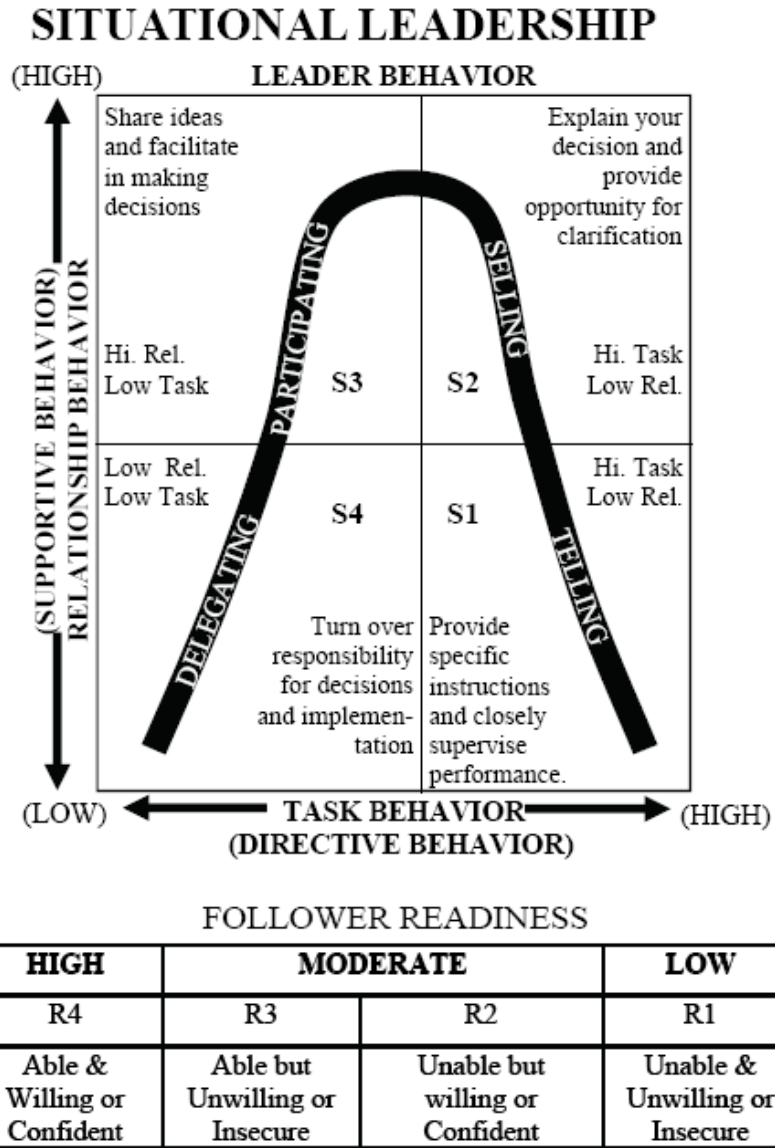 SITUATIONAL LEADERSHIP
(HIGH)
LEADER BEHAVIOR
Share ideas
and facilitate
in making
decisions
Explain your
decision and
provide
opportunity for
clarification
PARTICIPATING
SELLING
Hi. Rel.
Low Task
S3
S2
Hi. Task
Low Rel.
(SUPPORTIVE BEHAVIOR)
RELATIONSHIP BEHAVIOR
Low Rel.
Low Task
S4
S1
Hi. Task
Low Rel.
DELEGATING
TELLING
Turn over
responsibility
for decisions
and implemen-
tation
Provide
specific
instructions
and closely
supervise
performance.
(LOW)
TASK BEHAVIOR
(HIGH)
(DIRECTIVE BEHAVIOR)
FOLLOWER READINESS
HIGH
MODERATE
LOW
R4
R3
R2
R1
Able &
Willing or
Confident
Able but
Unwilling or
Insecure
Unable but
willing or
Confident
Unable &
Unwilling or
Insecure